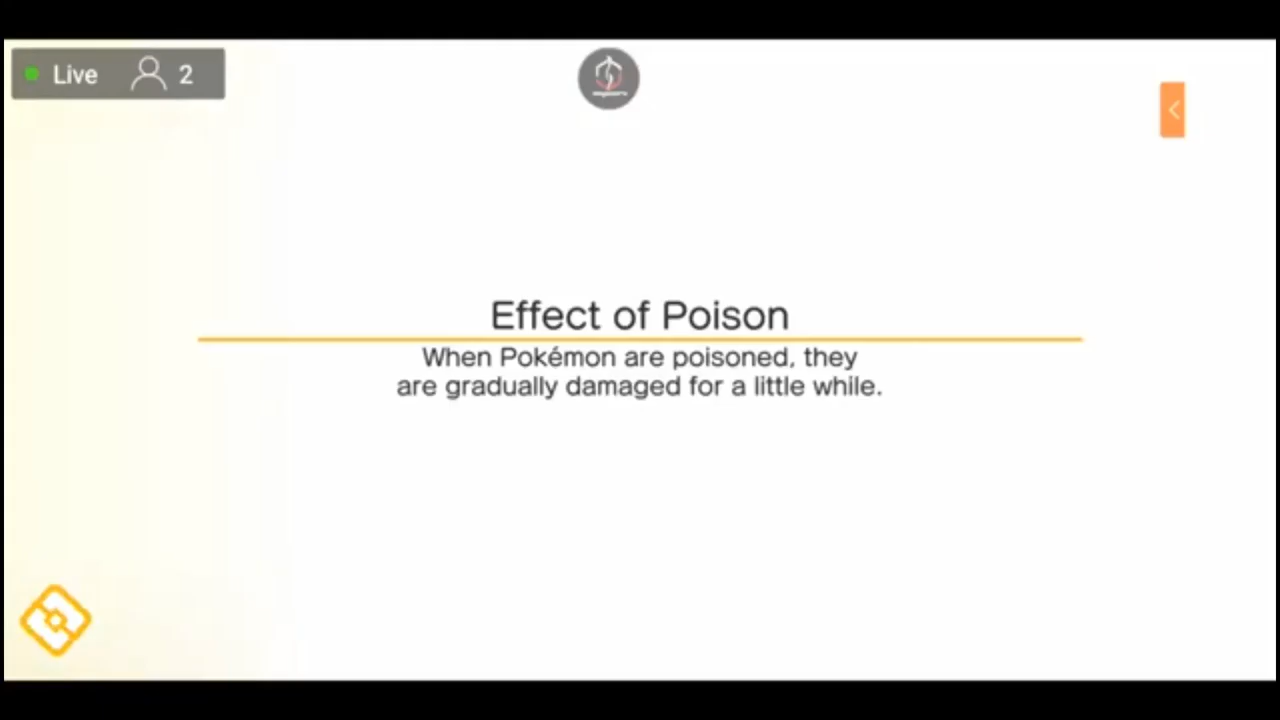 Live 2
Effect of Poison
When Pokémon are poisoned, they
are gradually damaged for a little while.